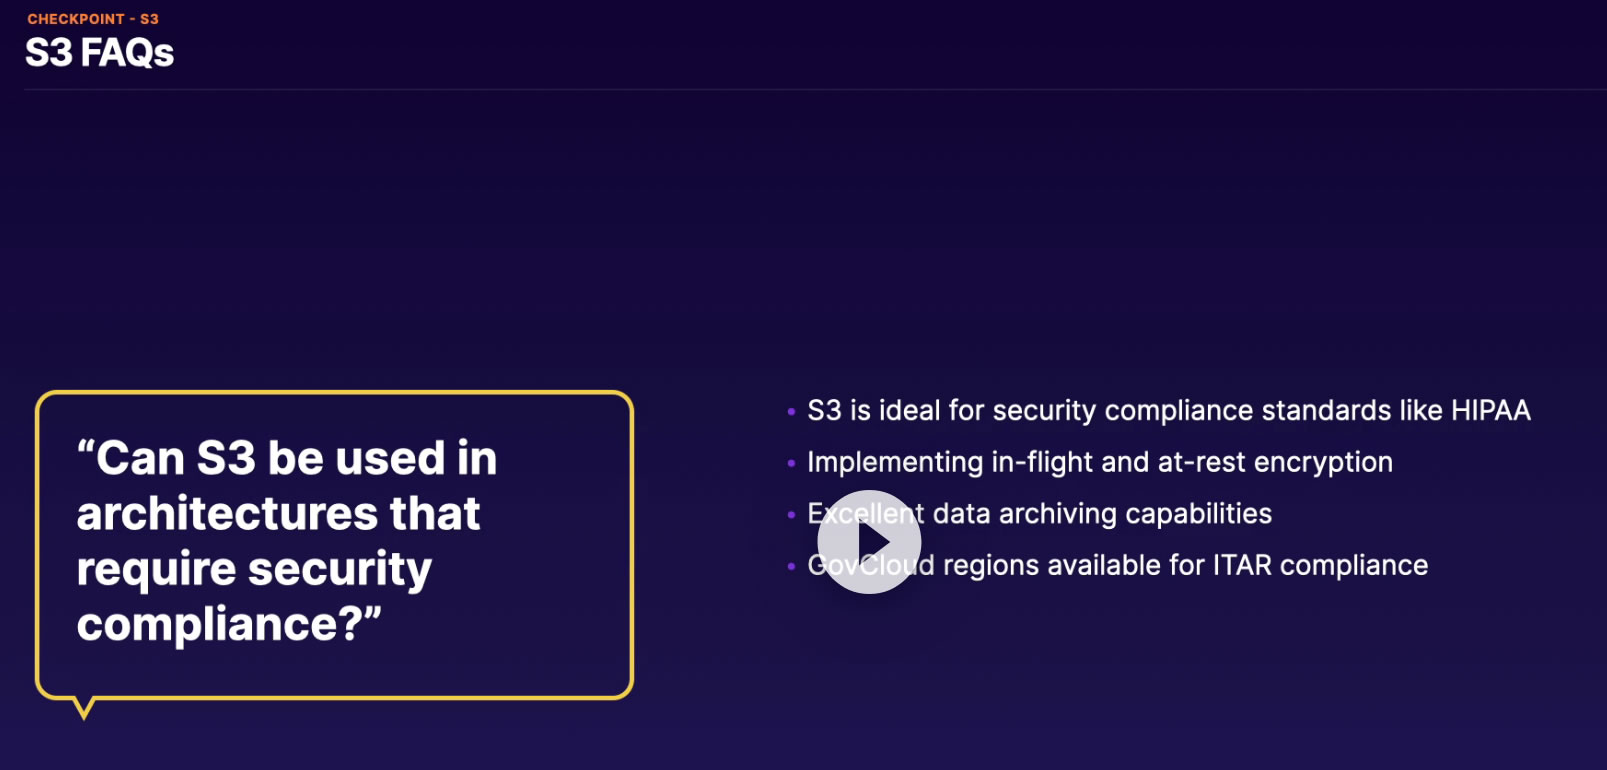 CHECKPOINT - S3
S3 FAQs
“Can S3 be used in
architectures that
require security
compliance?”
• S3 is ideal for security compliance standards like HIPAA
• Implementing in-flight and at-rest encryption
• Excellent data archiving capabilities
• GovCloud regions available for ITAR compliance